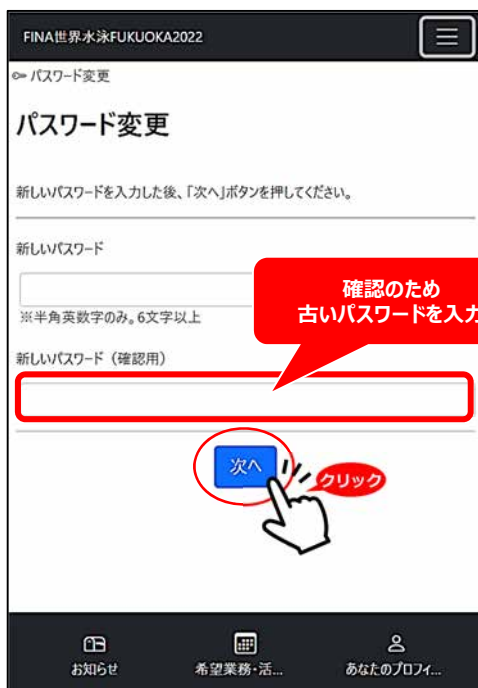 FINA世界水泳FUKUOKA2022
パスワード変更
パスワード変更
新しいパスワードを入力した後、「次へ」ボタンを押してください。
新しいパスワード
確認のため
古いパスワードを入力
※半角英数字のみ。6文字以上
新しいパスワード（確認用）
次へ
クリック
お知らせ
希望業務・活...
あなたのプロフィ...